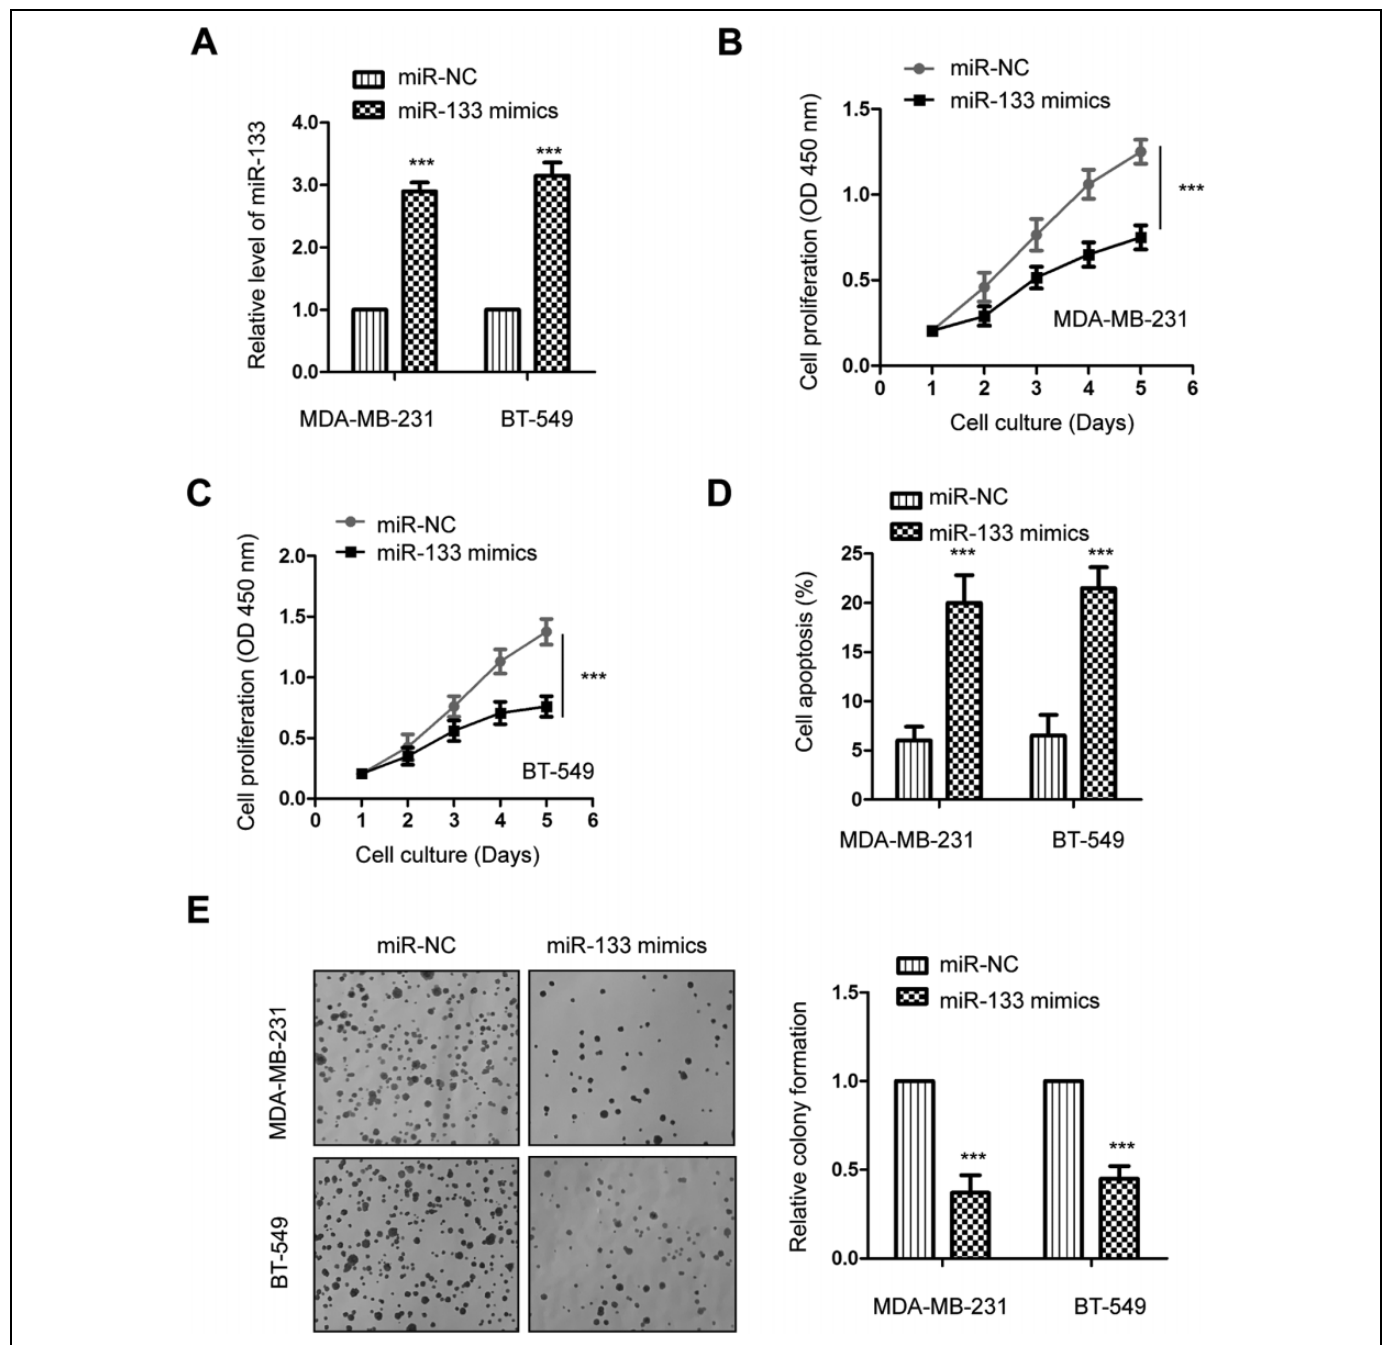 A
miR-NC
miR-133 mimics
Relative level of miR-133
4.0
3.0
2.0
1.0
0.0
***
***
MDA-MB-231 BT-549
B
miR-NC
miR-133 mimics
Cell proliferation (OD 450 nm)
1.5
1.0
0.5
0.0
***
MDA-MB-231
0 1 2 3 4 5 6
Cell culture (Days)
C
miR-NC
miR-133 mimics
Cell proliferation (OD 450 nm)
2.0
1.5
1.0
0.5
0.0
***
BT-549
0 1 2 3 4 5 6
Cell culture (Days)
D
miR-NC
miR-133 mimics
Cell apoptosis (%)
25
20
15
10
5
0
***
***
MDA-MB-231 BT-549
E
miR-NC miR-133 mimics
MDA-MB-231
BT-549
miR-NC
miR-133 mimics
Relative colony formation
1.5
1.0
0.5
0.0
***
***
MDA-MB-231 BT-549